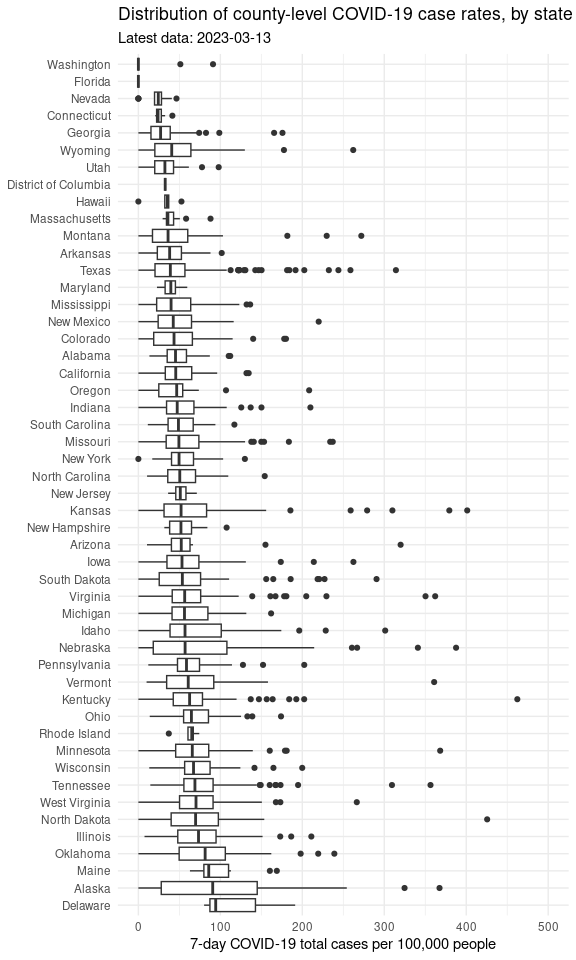 Distribution of county-level COVID-19 case rates, by state
Latest data: 2023-03-13
Washington
Florida
Nevada
Connecticut
Georgia
Wyoming
Utah
District of Columbia
Hawaii
Massachusetts
Montana
Arkansas
Texas
Maryland
Mississippi
New Mexico
Colorado
Alabama
California
Oregon
Indiana
South Carolina
Missouri
New York
North Carolina
New Jersey
Kansas
New Hampshire
Arizona
Iowa
South Dakota
Virginia
Michigan
Idaho
Nebraska
Pennsylvania
Vermont
Kentucky
Ohio
Rhode Island
Minnesota
Wisconsin
Tennessee
West Virginia
North Dakota
Illinois
Oklahoma
Maine
Alaska
Delaware
0 100 200 300 400 500
7-day COVID-19 total cases per 100,000 people